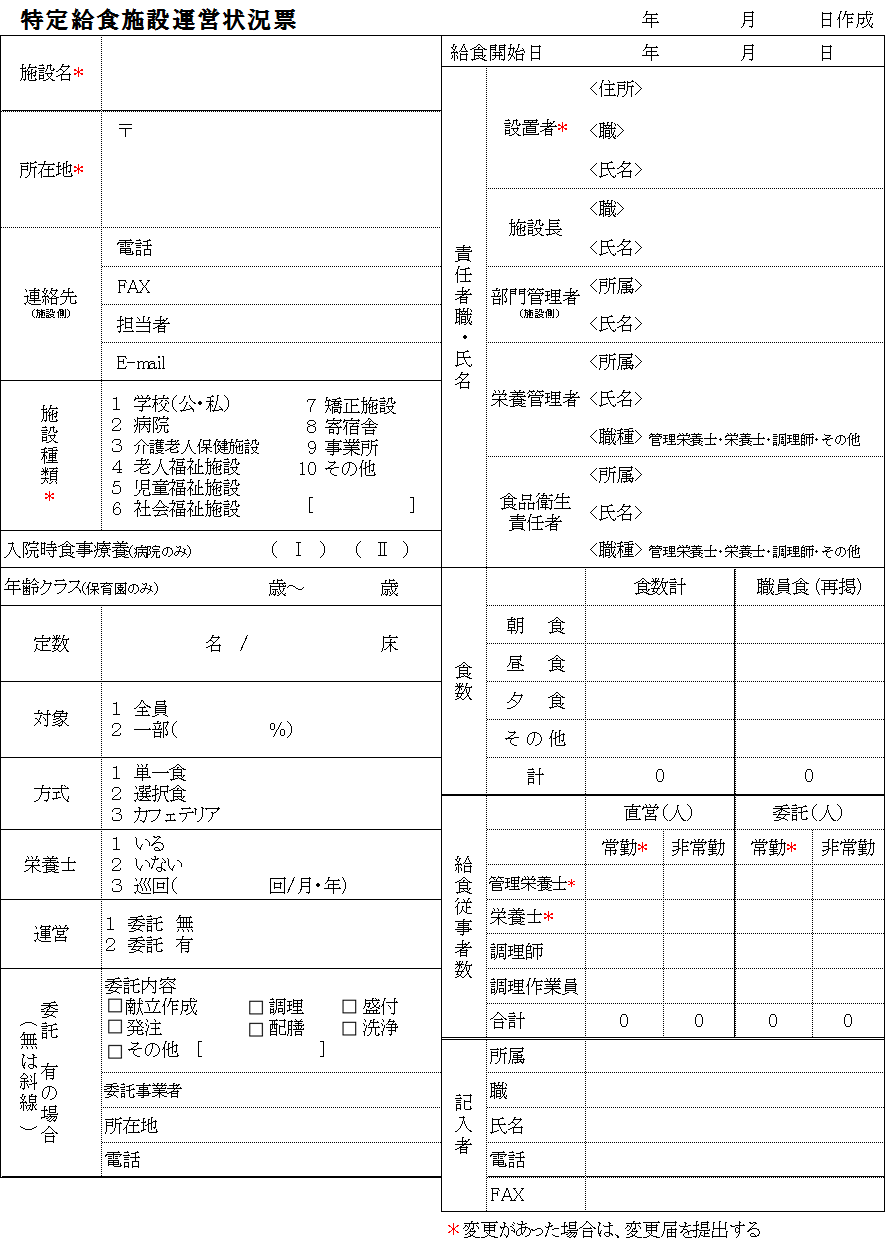 特定給食施設運営状況票
年　月　日作成
施設名*
所在地*
〒
連絡先
(施設側)
電話
FAX
担当者
E-mail
施設種類*
1 学校(公・私)
2 病院
3 介護老人保健施設
4 老人福祉施設
5 児童福祉施設
6 社会福祉施設
7 矯正施設
8 寄宿舎
9 事業所
10 その他
[　　]
入院時食事療養(病院のみ)　( Ⅰ )　( Ⅱ )
年齢クラス(保育園のみ)　歳～　歳
定数　名 /　床
対象
1 全員
2 一部(　　%)
方式
1 単一食
2 選択食
3 カフェテリア
栄養士
1 いる
2 いない
3 巡回(　　回/月・年)
運営
1 委託　無
2 委託　有
委託　有の場合
(無は斜線)
委託内容
□献立作成　□調理　□盛付
□発注　□配膳　□洗浄
□その他 [　　]
委託事業者
所在地
電話
給食開始日　年　月　日
責任者職・氏名
設置者*
<住所>
<職>
<氏名>
施設長
<職>
<氏名>
部門管理者
(施設側)
<所属>
<氏名>
栄養管理者
<所属>
<氏名>
<職種> 管理栄養士・栄養士・調理師・その他
食品衛生
責任者
<所属>
<氏名>
<職種> 管理栄養士・栄養士・調理師・その他
食数
食数計　職員食(再掲)
朝　食
昼　食
夕　食
その他
計　0　0
給食従事者数
直営(人)　委託(人)
常勤*　非常勤　常勤*　非常勤
管理栄養士*
栄養士*
調理師
調理作業員
合計　0　0　0　0
記入者
所属
職
氏名
電話
FAX
*変更があった場合は、変更届を提出する